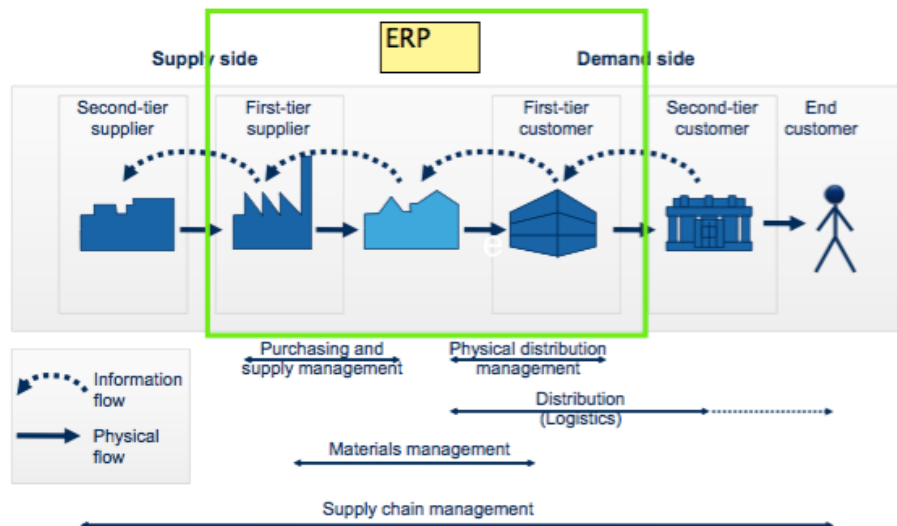 ERP
Supply side
Demand side
Second-tier
supplier
First-tier
supplier
First-tier
customer
Second-tier
customer
End
customer
e
Purchasing and
supply management
Physical distribution
management
Information
flow
Physical
flow
Distribution
(Logistics)
Materials management
Supply chain management